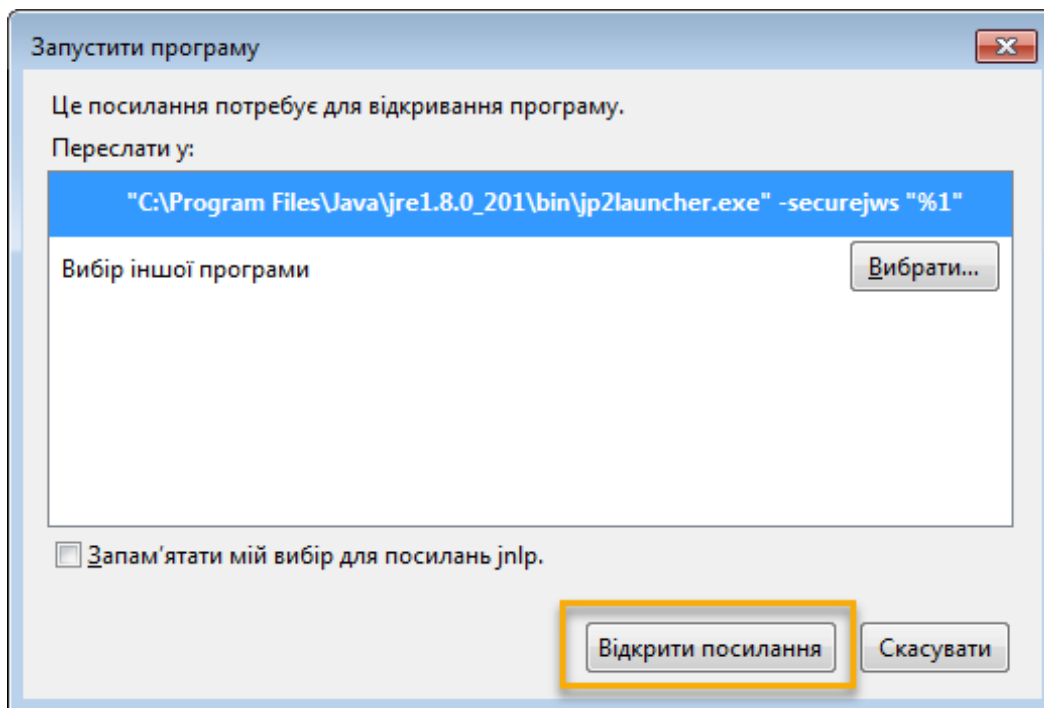 Запустити програму
Це посилання потребує для відкривання програму.
Переслати у:
"C:\Program Files\Java\jre1.8.0_201\bin\jp2launcher.exe" -securejws "%1"
Вибір іншої програми
Вибрати...
Запам’ятати мій вибір для посилань jnlp.
Відкрити посилання
Скасувати